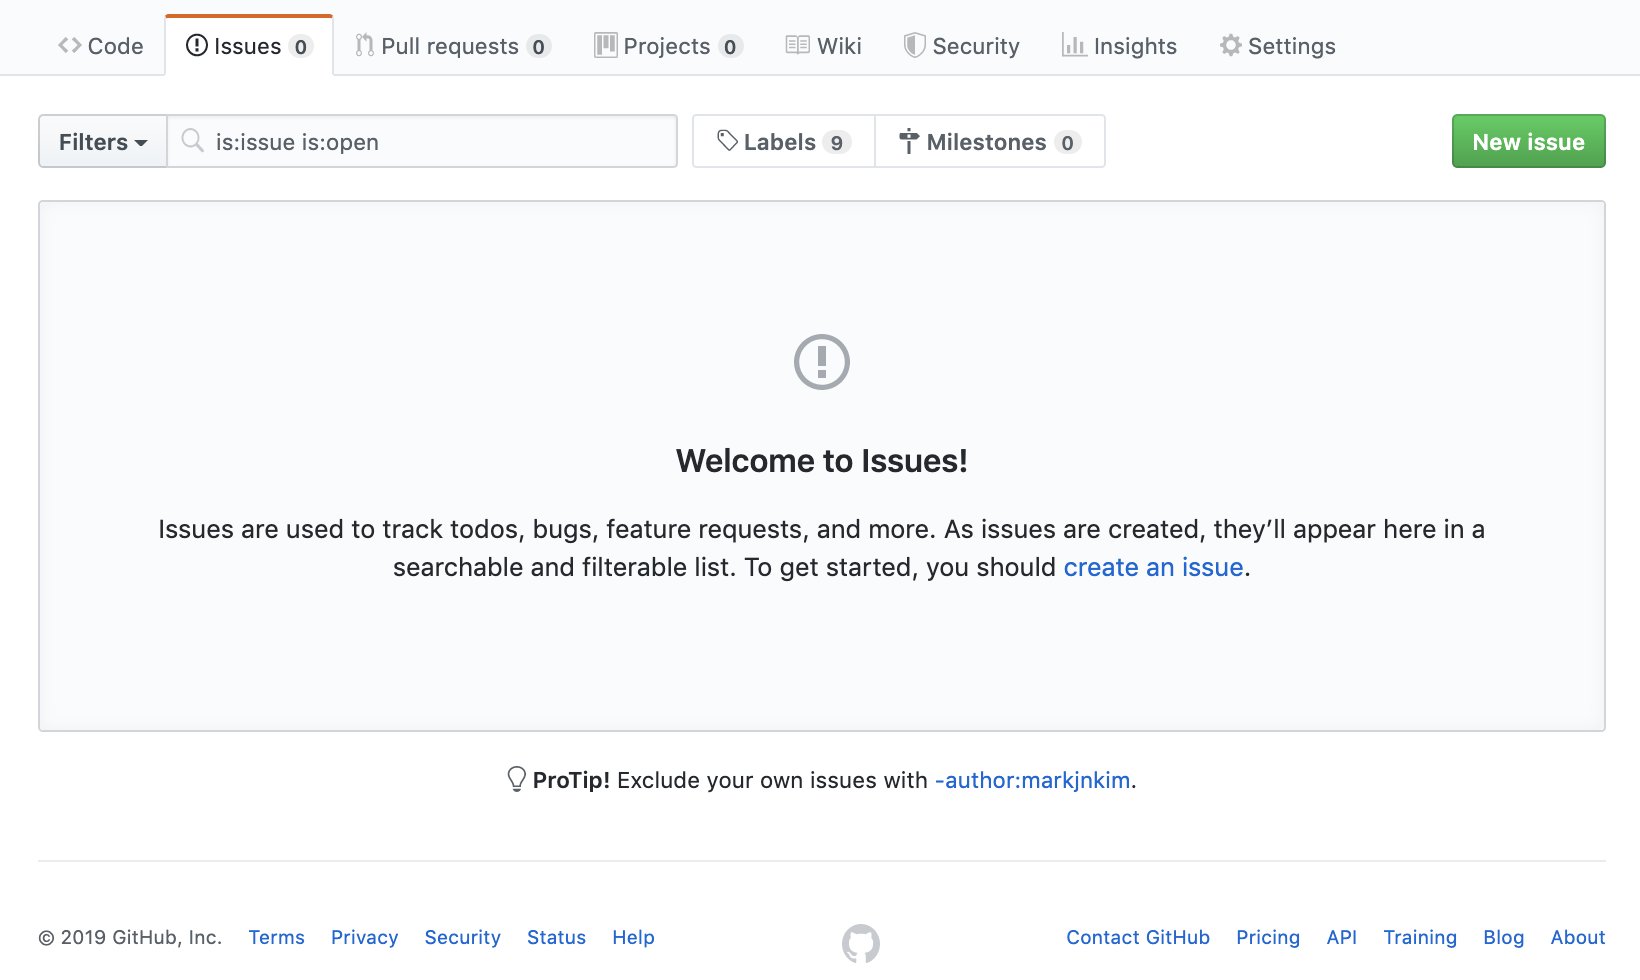 Code Issues 0 Pull requests 0 Projects 0 Wiki Security Insights Settings
Filters is:issue is:open Labels 9 Milestones 0 New issue
Welcome to Issues!
Issues are used to track todos, bugs, feature requests, and more. As issues are created, they’ll appear here in a
searchable and filterable list. To get started, you should create an issue.
ProTip! Exclude your own issues with -author:markjnkim.
© 2019 GitHub, Inc. Terms Privacy Security Status Help Contact GitHub Pricing API Training Blog About